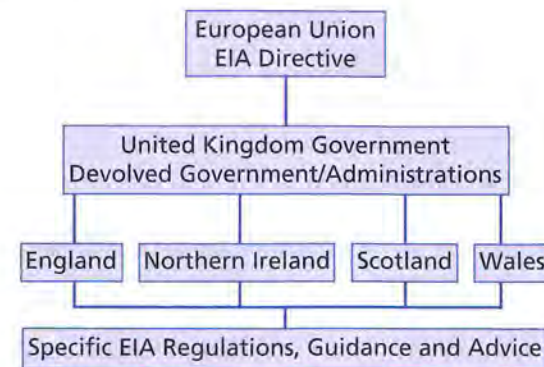 European Union
EIA Directive
United Kingdom Government
Devolved Government/Administrations
England
Northern Ireland
Scotland
Wales
Specific EIA Regulations, Guidance and Advice